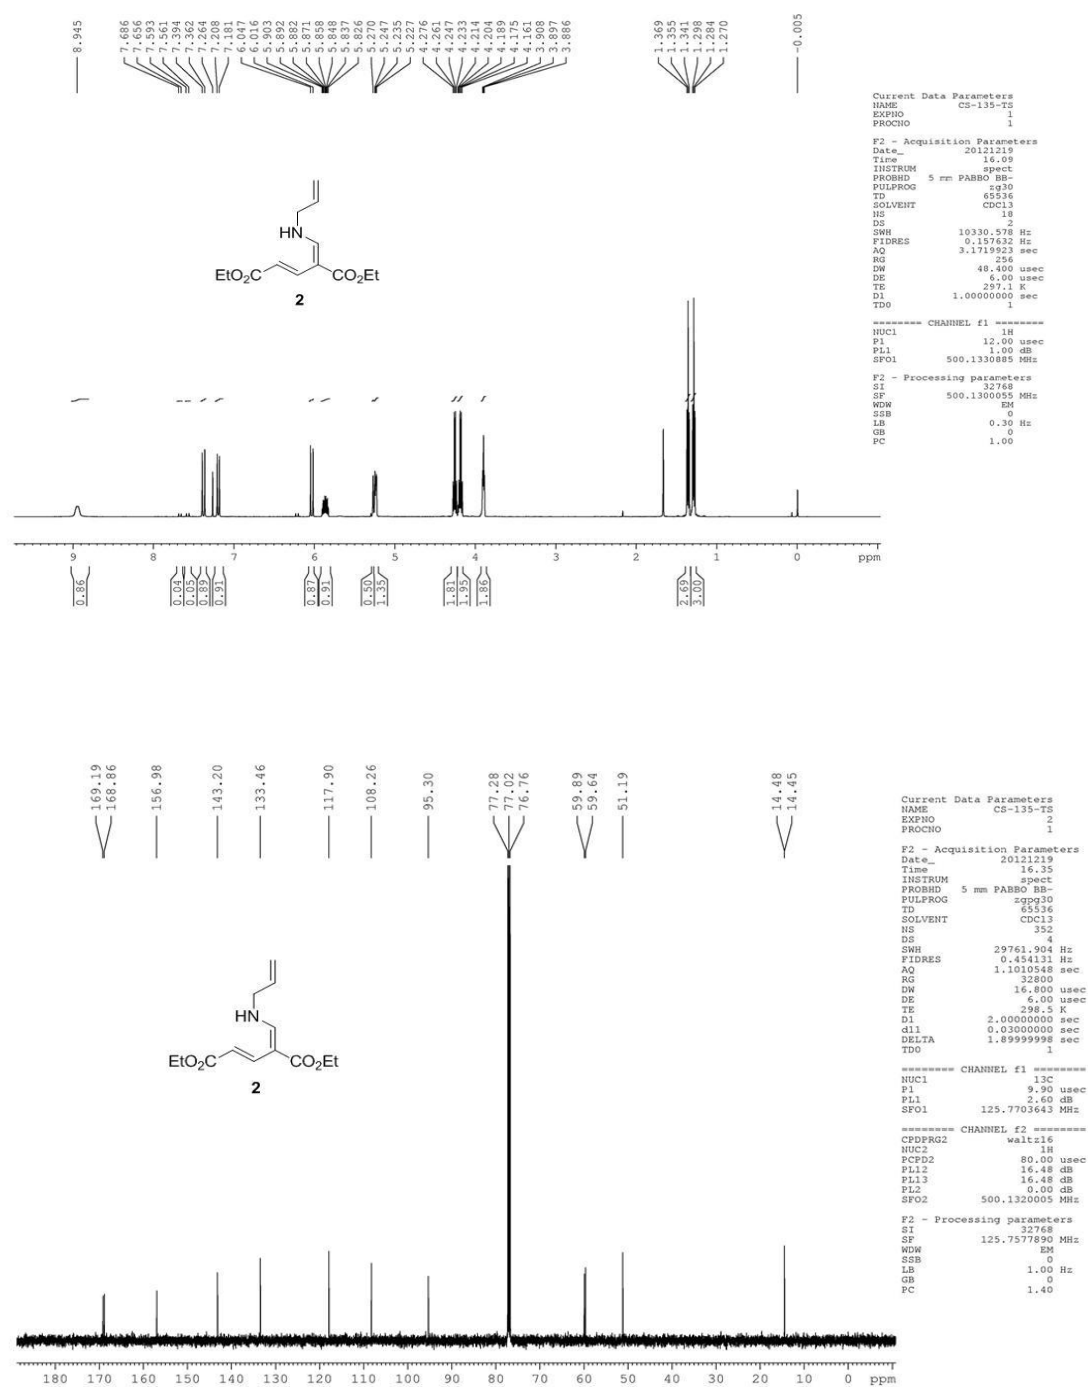 8.945
7.686
7.656
7.593
7.561
7.394
7.362
7.264
7.208
7.181
6.047
6.016
5.903
5.892
5.882
5.871
5.858
5.848
5.837
5.826
5.270
5.247
5.235
5.227
4.276
4.261
4.247
4.233
4.214
4.204
4.189
4.175
4.161
3.908
3.897
3.886
1.369
1.355
1.341
1.298
1.284
1.270
-0.005
HN
EtO2C
CO2Et
2
Current Data Parameters
NAME CS-135-TS
EXPNO 1
PROCNO 1
F2 - Acquisition Parameters
Date_ 20121219
Time 16.09
INSTRUM spect
PROBHD 5 mm PABBO BB-
PULPROG zg30
TD 65536
SOLVENT CDCl3
NS 18
DS 2
SWH 10330.578 Hz
FIDRES 0.157632 Hz
AQ 3.1719923 sec
RG 256
DW 48.400 usec
DE 6.00 usec
TE 297.1 K
D1 1.00000000 sec
TD0 1
======== CHANNEL f1 ========
NUC1 1H
P1 12.00 usec
PL1 1.00 dB
SFO1 500.1330885 MHz
F2 - Processing parameters
SI 32768
SF 500.1300055 MHz
WDW EM
SSB 0
LB 0.30 Hz
GB 0
PC 1.00
9 8 7 6 5 4 3 2 1 0 ppm
0.86
0.04
0.05
0.89
0.91
0.87
0.91
0.50
1.35
1.81
1.95
1.86
2.69
3.00
169.19
168.86
156.98
143.20
133.46
117.90
108.26
95.30
77.28
77.02
76.76
59.89
59.64
51.19
14.48
14.45
HN
EtO2C
CO2Et
2
Current Data Parameters
NAME CS-135-TS
EXPNO 2
PROCNO 1
F2 - Acquisition Parameters
Date_ 20121219
Time 16.35
INSTRUM spect
PROBHD 5 mm PABBO BB-
PULPROG zgpg30
TD 65536
SOLVENT CDCl3
NS 352
DS 4
SWH 29761.904 Hz
FIDRES 0.454131 Hz
AQ 1.1010548 sec
RG 32800
DW 16.800 usec
DE 6.00 usec
TE 298.5 K
D1 2.00000000 sec
d11 0.03000000 sec
DELTA 1.89999998 sec
TD0 1
======== CHANNEL f1 ========
NUC1 13C
P1 9.90 usec
PL1 2.60 dB
SFO1 125.7703643 MHz
======== CHANNEL f2 ========
CPDPRG2 waltz16
NUC2 1H
PCPD2 80.00 usec
PL12 16.48 dB
PL13 16.48 dB
PL2 0.00 dB
SFO2 500.1320005 MHz
F2 - Processing parameters
SI 32768
SF 125.7577890 MHz
WDW EM
SSB 0
LB 1.00 Hz
GB 0
PC 1.40
180 170 160 150 140 130 120 110 100 90 80 70 60 50 40 30 20 10 0 ppm